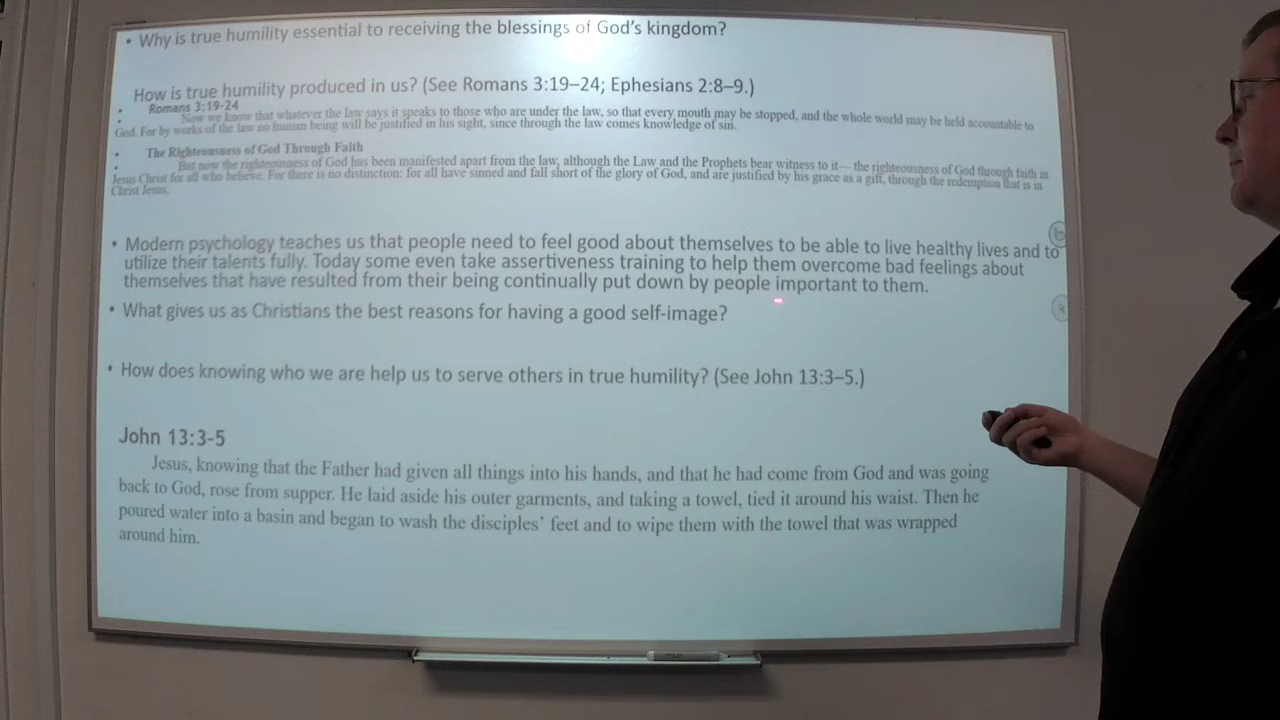 • Why is true humility essential to receiving the blessings of God's kingdom?
How is true humility produced in us? (See Romans 3:19–24; Ephesians 2:8–9.)
• Romans 3:19-24
• Now we know that whatever the law says it speaks to those who are under the law, so that every mouth may be stopped, and the whole world may be held accountable to
God. For by works of the law no human being will be justified in his sight, since through the law comes knowledge of sin.
• The Righteousness of God Through Faith
• But now the righteousness of God has been manifested apart from the law, although the Law and the Prophets bear witness to it— the righteousness of God through faith in
Jesus Christ for all who believe. For there is no distinction: for all have sinned and fall short of the glory of God, and are justified by his grace as a gift, through the redemption that is in
Christ Jesus,
• Modern psychology teaches us that people need to feel good about themselves to be able to live healthy lives and to
utilize their talents fully. Today some even take assertiveness training to help them overcome bad feelings about
themselves that have resulted from their being continually put down by people important to them.
• What gives us as Christians the best reasons for having a good self-image?
• How does knowing who we are help us to serve others in true humility? (See John 13:3–5.)
John 13:3-5
Jesus, knowing that the Father had given all things into his hands, and that he had come from God and was going
back to God, rose from supper. He laid aside his outer garments, and taking a towel, tied it around his waist. Then he
poured water into a basin and began to wash the disciples' feet and to wipe them with the towel that was wrapped
around him.